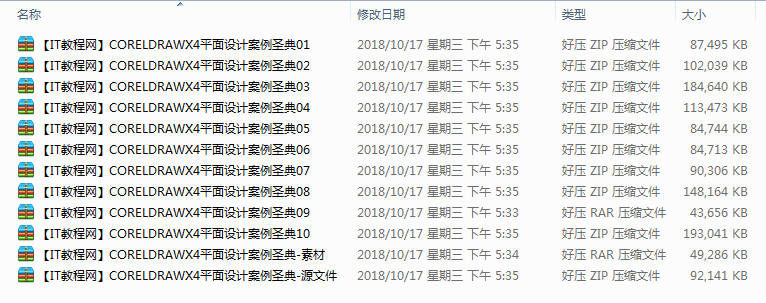 名称 修改日期 类型 大小
【IT教程网】CORELDRAWX4平面设计案例圣典01 2018/10/17 星期三 下午 5:35 好压 ZIP 压缩文件 87,495 KB
【IT教程网】CORELDRAWX4平面设计案例圣典02 2018/10/17 星期三 下午 5:35 好压 ZIP 压缩文件 102,039 KB
【IT教程网】CORELDRAWX4平面设计案例圣典03 2018/10/17 星期三 下午 5:35 好压 ZIP 压缩文件 184,640 KB
【IT教程网】CORELDRAWX4平面设计案例圣典04 2018/10/17 星期三 下午 5:35 好压 ZIP 压缩文件 113,473 KB
【IT教程网】CORELDRAWX4平面设计案例圣典05 2018/10/17 星期三 下午 5:35 好压 ZIP 压缩文件 84,744 KB
【IT教程网】CORELDRAWX4平面设计案例圣典06 2018/10/17 星期三 下午 5:35 好压 ZIP 压缩文件 84,713 KB
【IT教程网】CORELDRAWX4平面设计案例圣典07 2018/10/17 星期三 下午 5:35 好压 ZIP 压缩文件 90,306 KB
【IT教程网】CORELDRAWX4平面设计案例圣典08 2018/10/17 星期三 下午 5:35 好压 ZIP 压缩文件 148,164 KB
【IT教程网】CORELDRAWX4平面设计案例圣典09 2018/10/17 星期三 下午 5:33 好压 RAR 压缩文件 43,656 KB
【IT教程网】CORELDRAWX4平面设计案例圣典10 2018/10/17 星期三 下午 5:35 好压 ZIP 压缩文件 193,041 KB
【IT教程网】CORELDRAWX4平面设计案例圣典-素材 2018/10/17 星期三 下午 5:34 好压 RAR 压缩文件 49,286 KB
【IT教程网】CORELDRAWX4平面设计案例圣典-源文件 2018/10/17 星期三 下午 5:35 好压 ZIP 压缩文件 92,141 KB